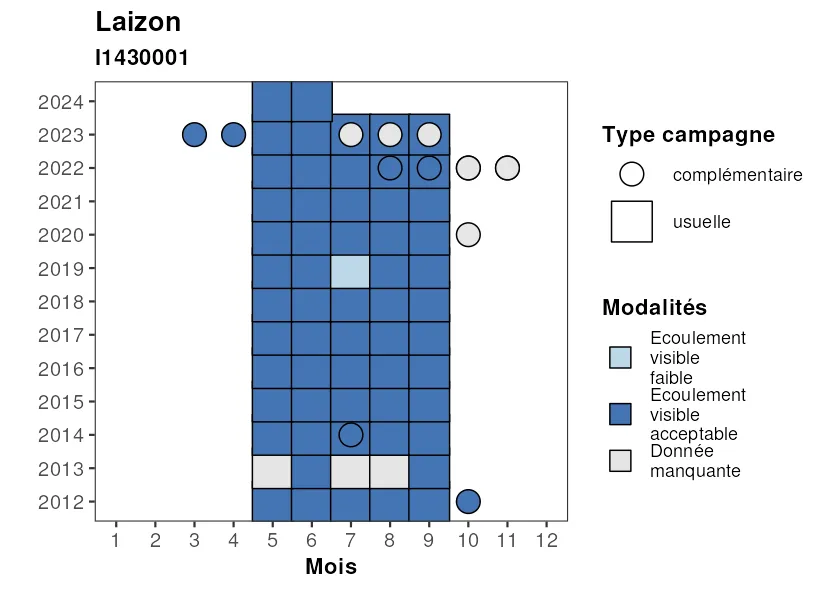 Laizon
I1430001
2024
2023
2022
2021
2020
2019
2018
2017
2016
2015
2014
2013
2012
1 2 3 4 5 6 7 8 9 10 11 12
Mois
Type campagne
complémentaire
usuelle
Modalités
Ecoulement
visible
faible
Ecoulement
visible
acceptable
Donnée
manquante